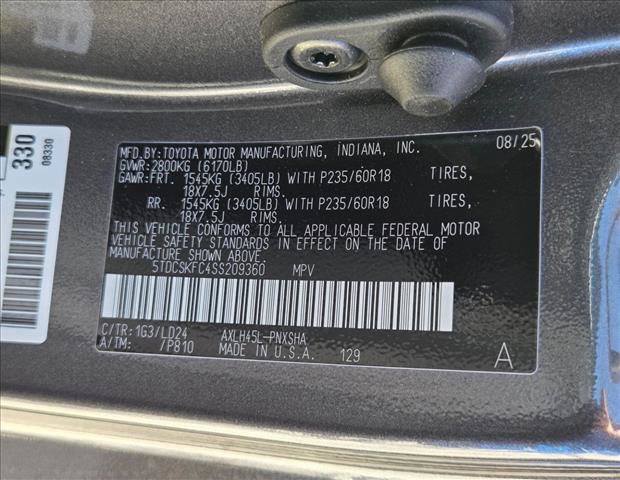 330
08330
MFD.BY:TOYOTA MOTOR MANUFACTURING, INDIANA, INC. 08/25
GVWR:2800KG (6170LB)
GAWR:FRT. 1545KG (3405LB) WITH P235/60R18 TIRES,
18X7.5J RIMS.
RR. 1545KG (3405LB) WITH P235/60R18 TIRES,
18X7.5J RIMS.
THIS VEHICLE CONFORMS TO ALL APPLICABLE FEDERAL MOTOR
VEHICLE SAFETY STANDARDS IN EFFECT ON THE DATE OF
MANUFACTURE SHOWN ABOVE.
5TDCSKFC4SS209360 MPV
C/TR:1G3/LD24 AXLH45L-PNXSHA
A/TM: /P810 MADE IN U.S.A. 129 A